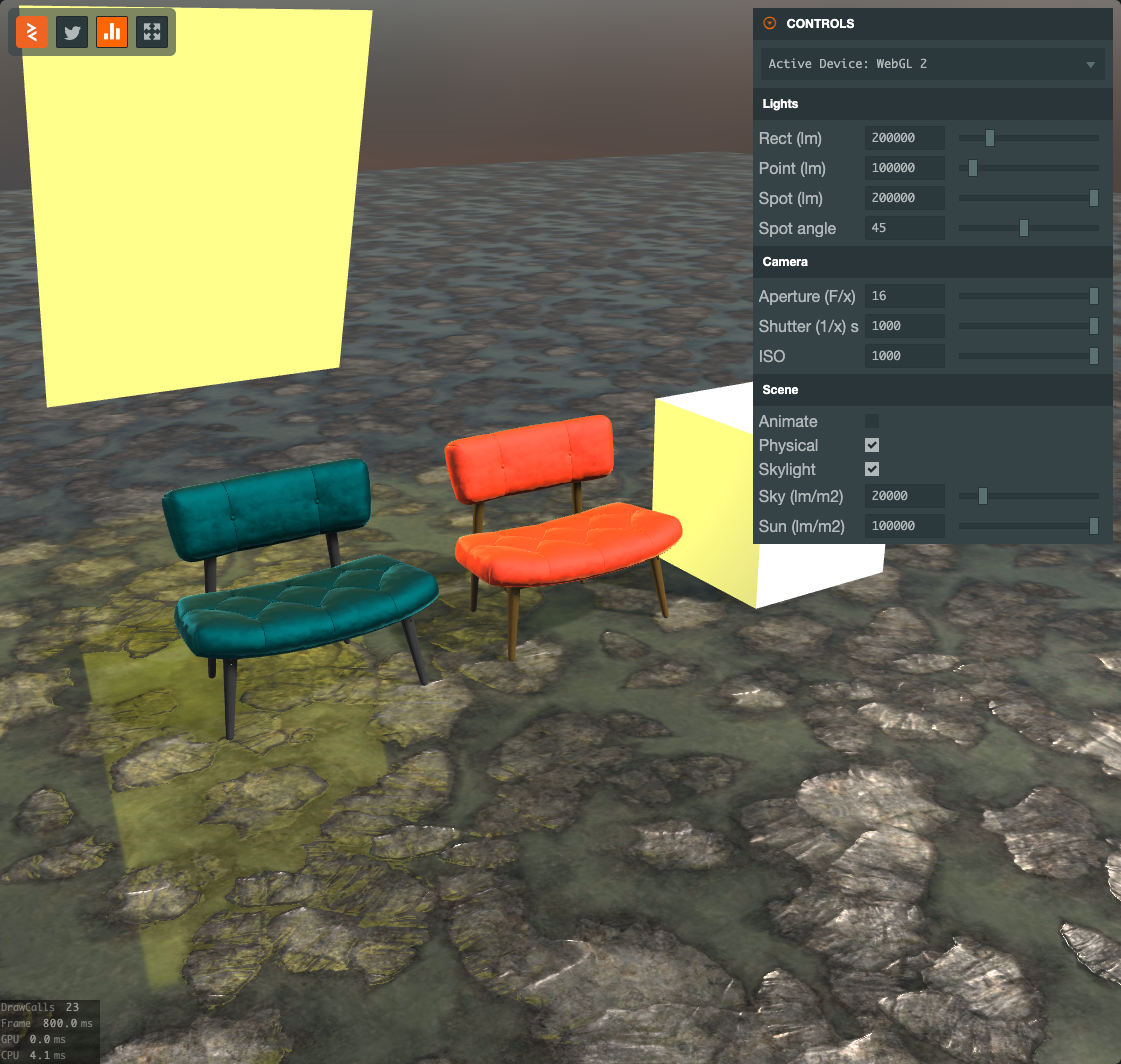 CONTROLS
Active Device: WebGL 2
Lights
Rect (lm) 200000
Point (lm) 100000
Spot (lm) 200000
Spot angle 45
Camera
Aperture (F/x) 16
Shutter (1/x) s 1000
ISO 1000
Scene
Animate
Physical
Skylight
Sky (lm/m2) 20000
Sun (lm/m2) 100000
DrawCalls 23
Frame 800.0 ms
GPU 0.0 ms
CPU 4.1 ms